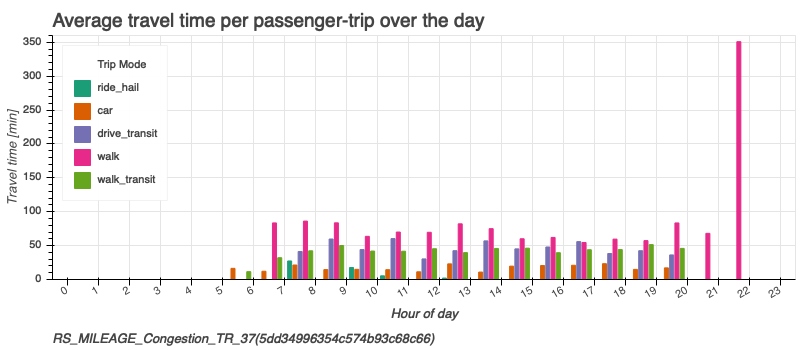 Average travel time per passenger-trip over the day
Travel time [min]
350
300
250
200
150
100
50
0
Trip Mode
ride_hail
car
drive_transit
walk
walk_transit
0 1 2 3 4 5 6 7 8 9 10 11 12 13 14 15 16 17 18 19 20 21 22 23
Hour of day
RS_MILEAGE_Congestion_TR_37(5dd34996354c574b93c68c66)